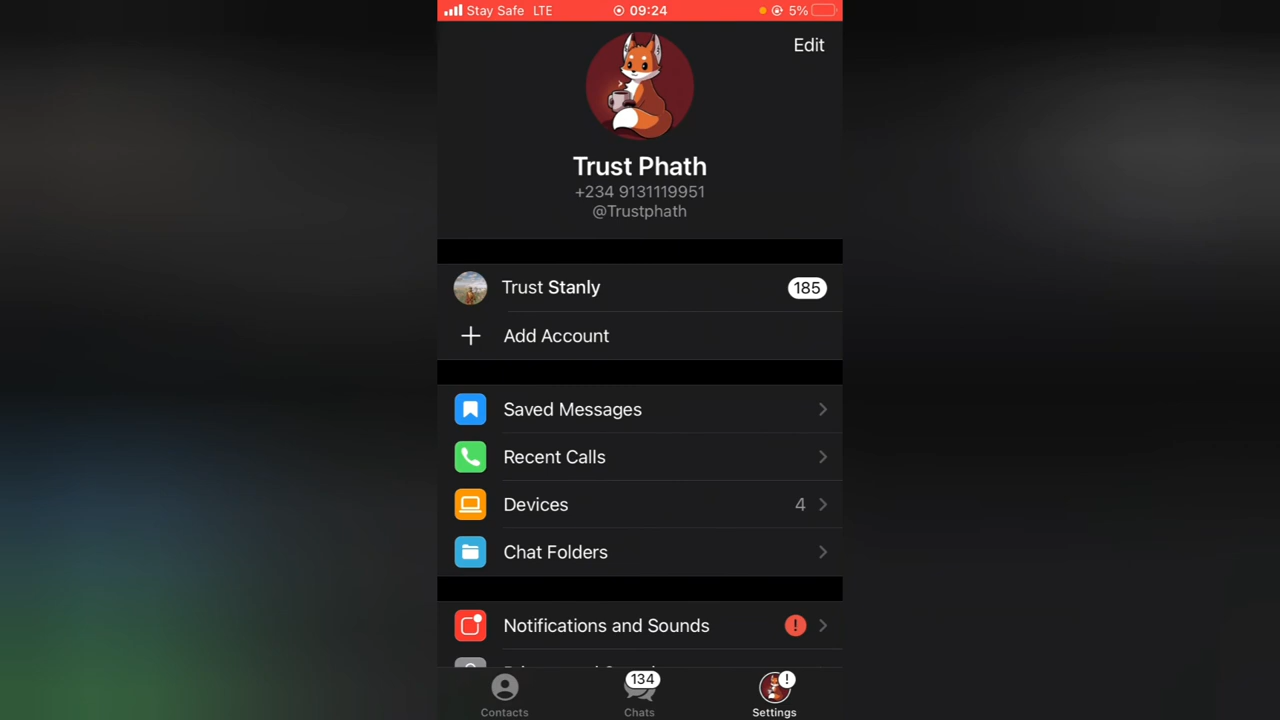 Stay Safe LTE 09:24 5%
Edit
Trust Phath
+234 9131119951
@Trustphath
Trust Stanly 185
+ Add Account
Saved Messages
Recent Calls
Devices 4
Chat Folders
Notifications and Sounds !
134 !
Contacts Chats Settings